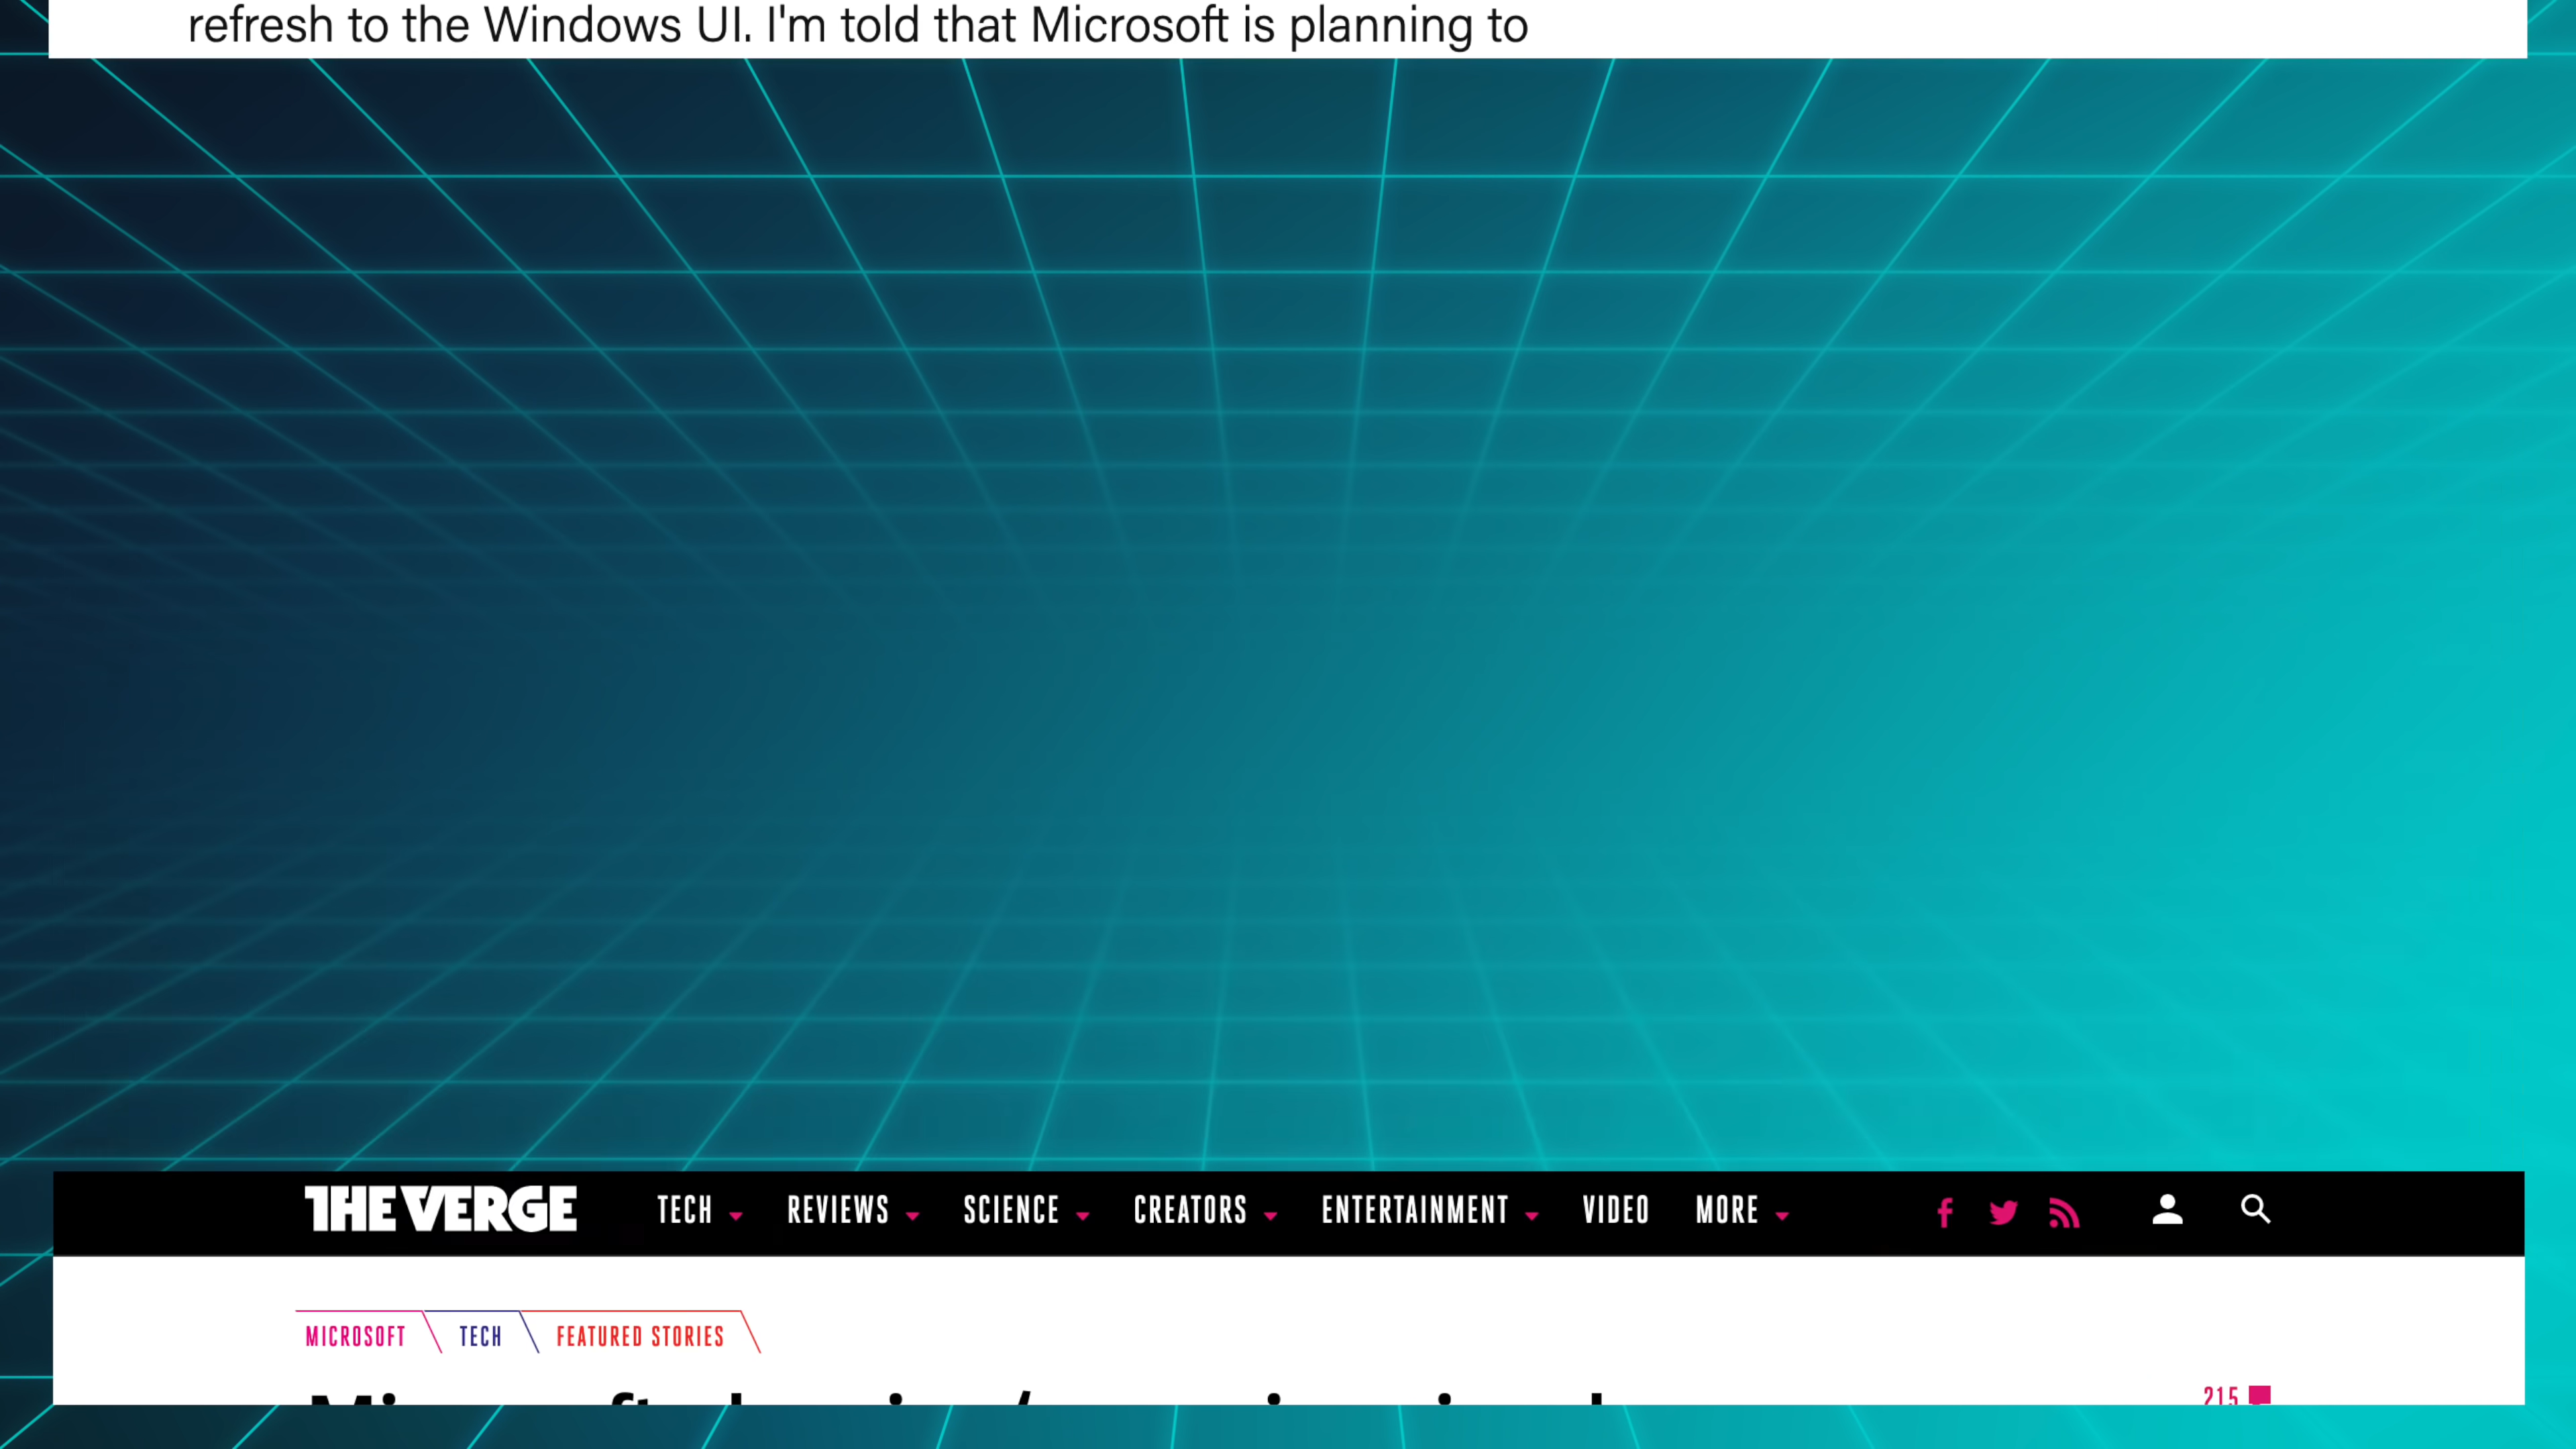 refresh to the Windows UI. I'm told that Microsoft is planning to
THE VERGE TECH REVIEWS SCIENCE CREATORS ENTERTAINMENT VIDEO MORE
MICROSOFT TECH FEATURED STORIES
215